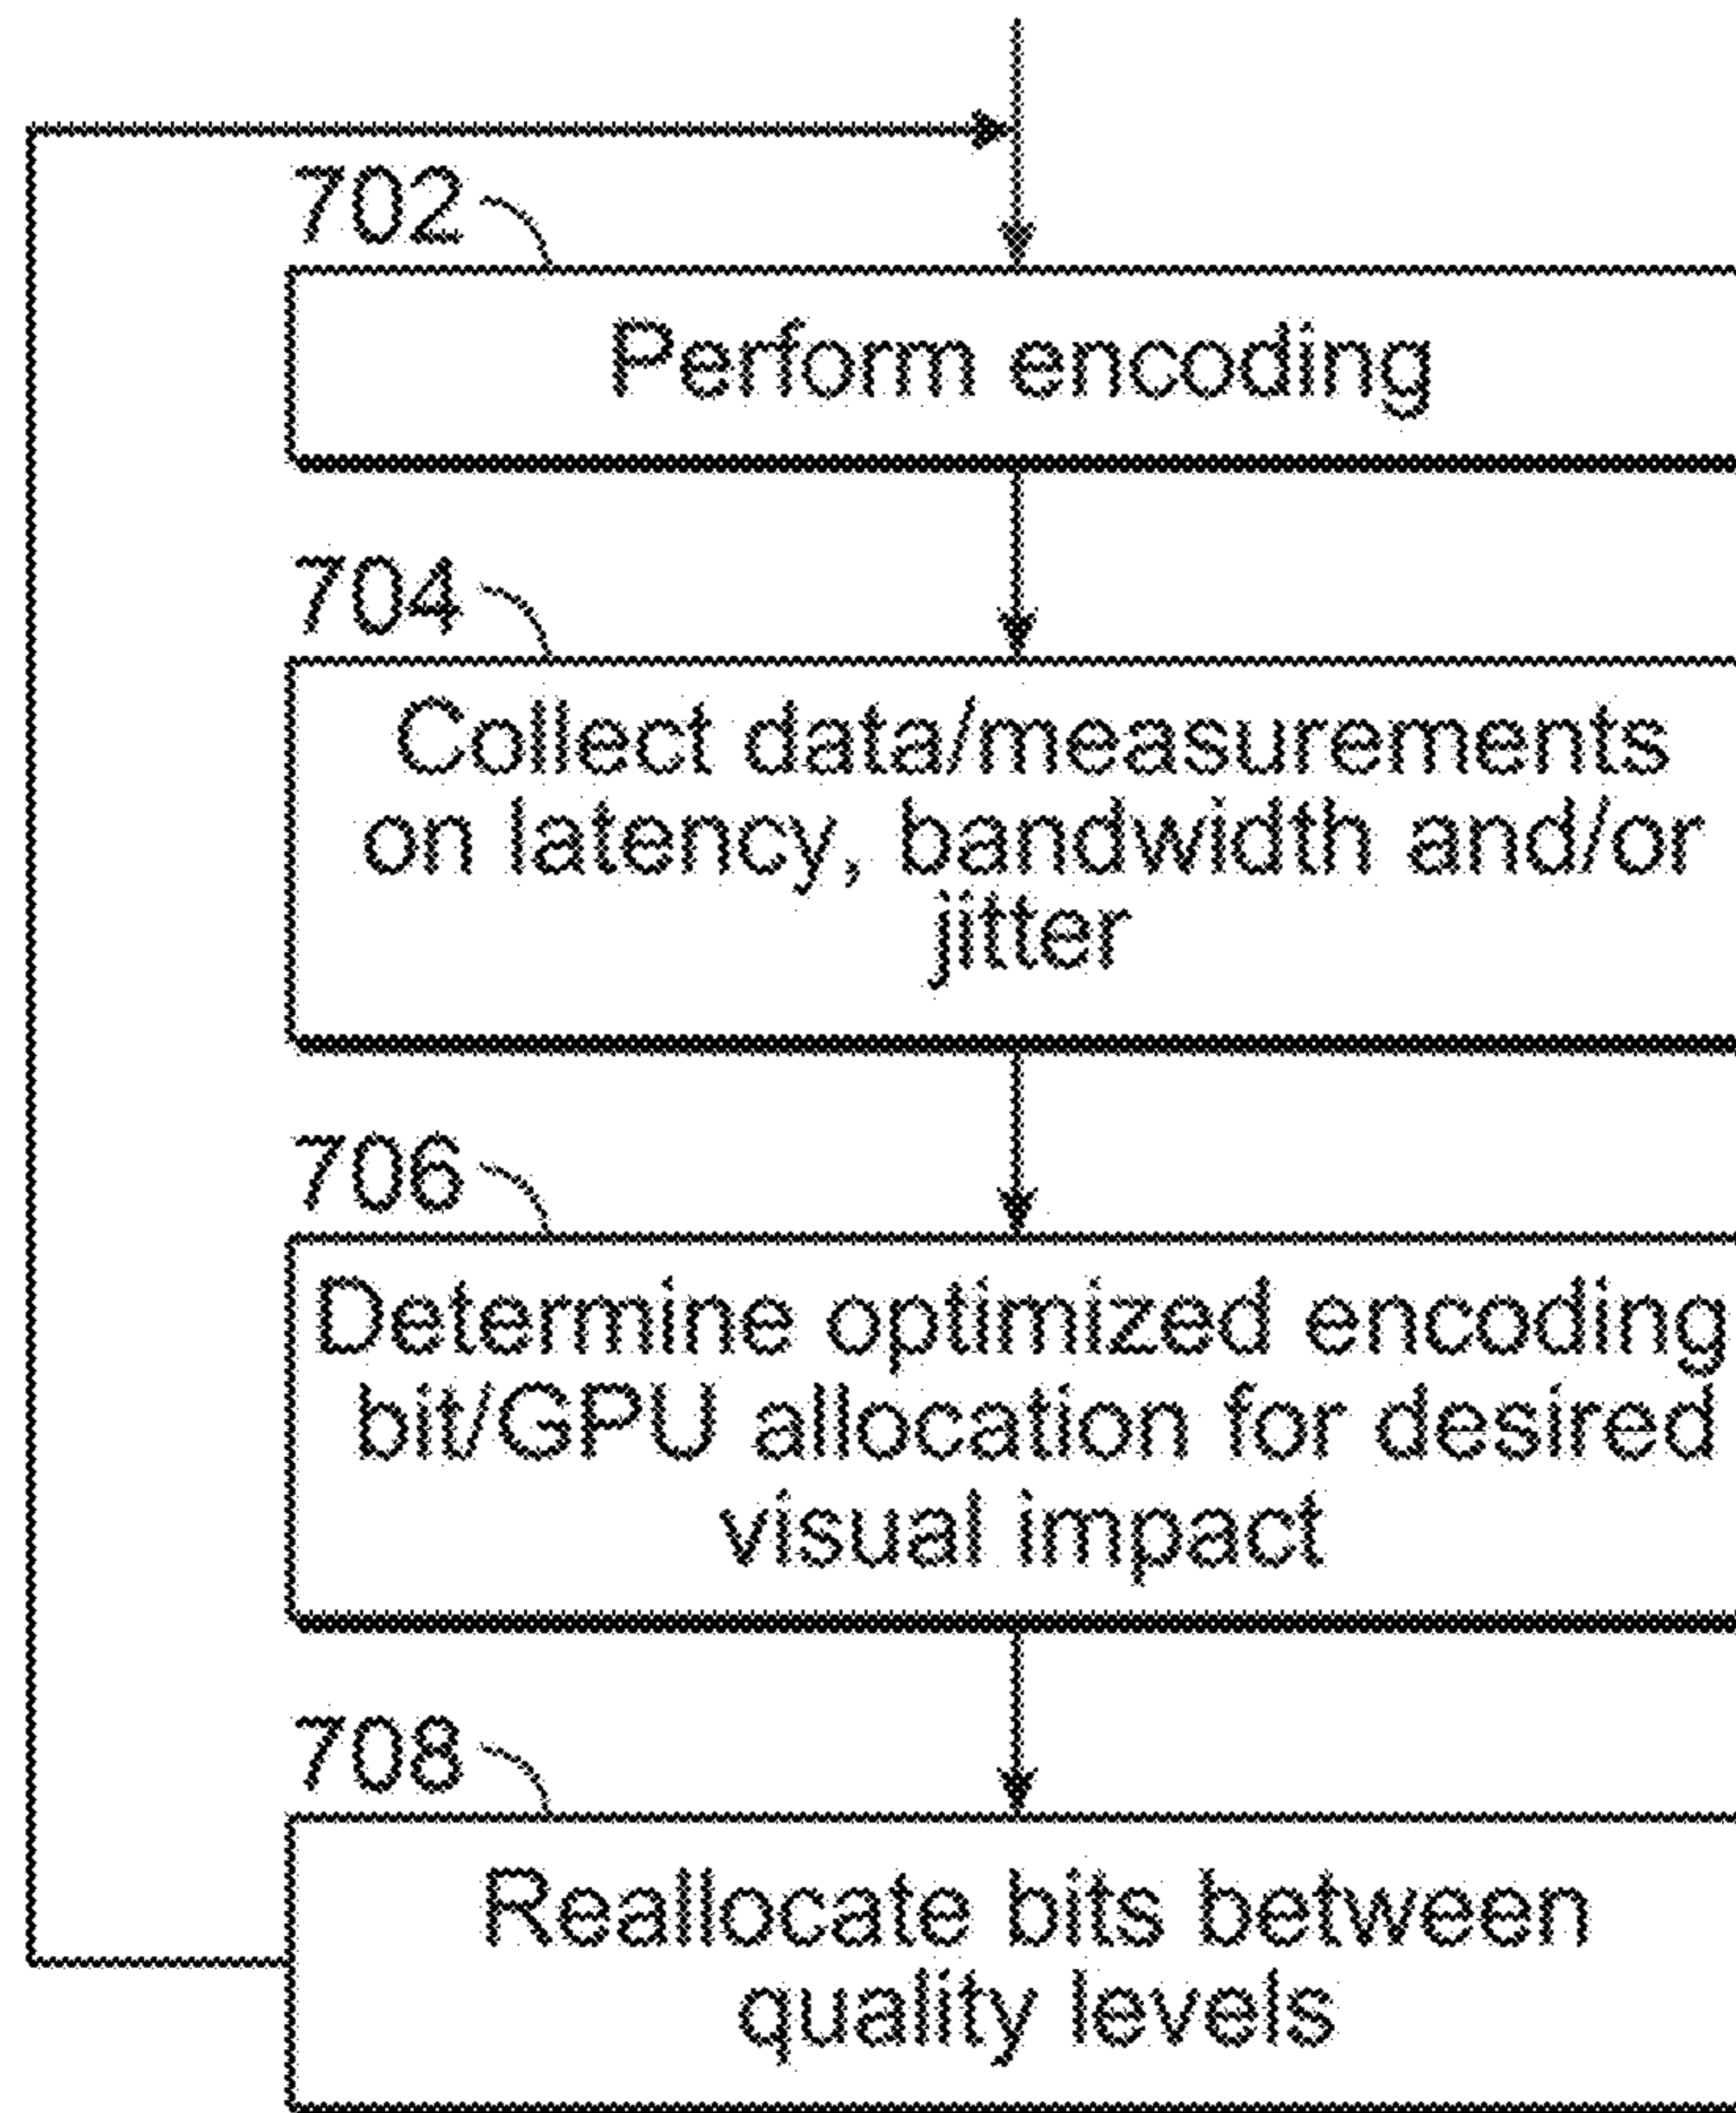 702
Perform encoding
704
Collect data/measurements
on latency, bandwidth and/or
jitter
706
Determine optimized encoding
bit/GPU allocation for desired
visual impact
708
Reallocate bits between
quality levels